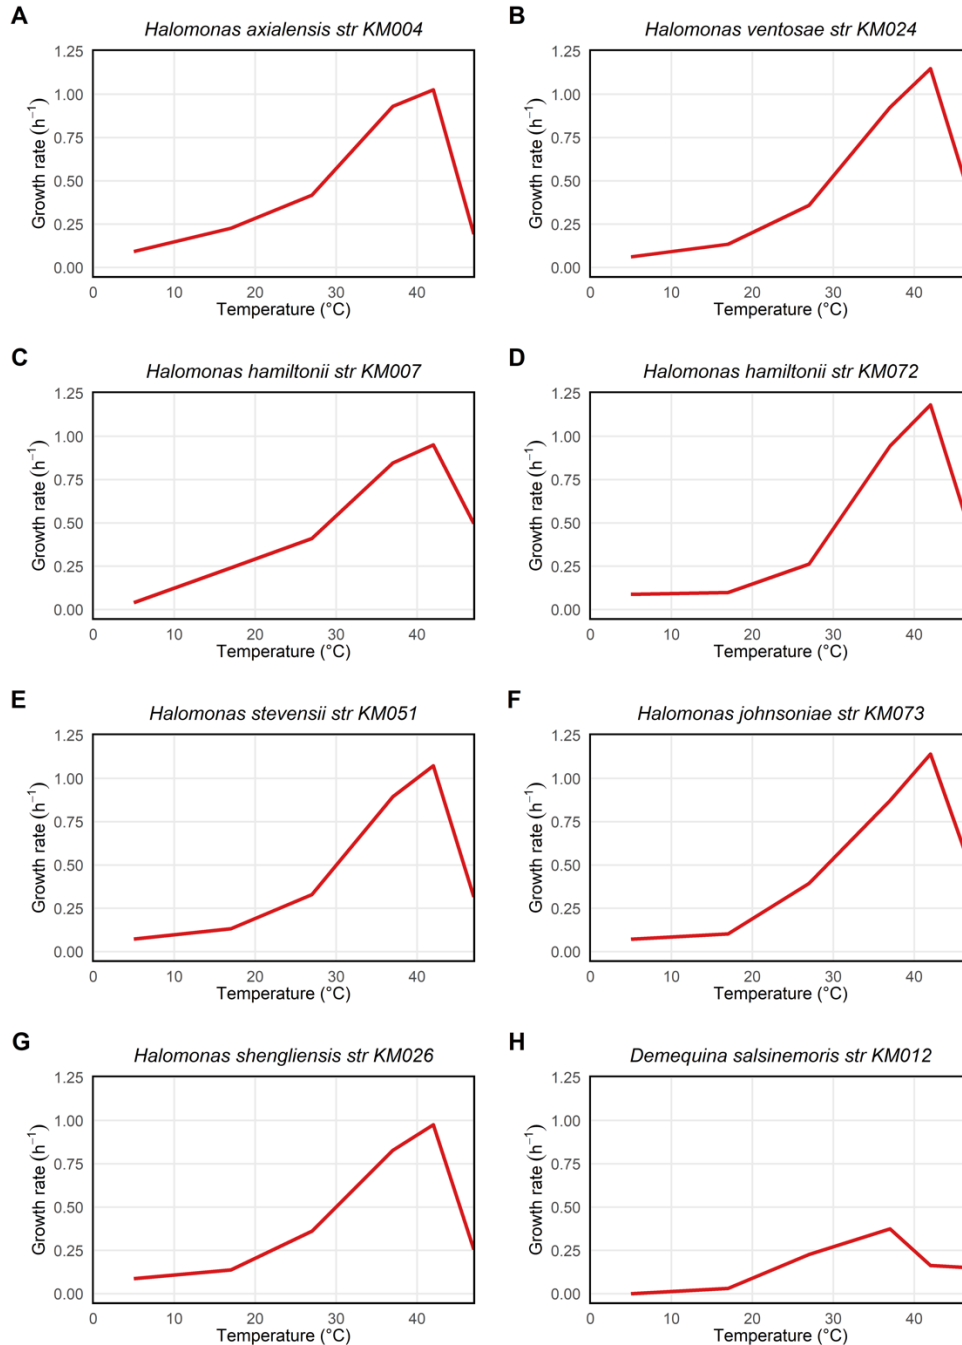 A
Halomonas axialensis str KM004
1.25
1.00
0.75
0.50
0.25
0.00
Growth rate (h⁻¹)
0 10 20 30 40
Temperature (°C)
B
Halomonas ventosae str KM024
1.25
1.00
0.75
0.50
0.25
0.00
Growth rate (h⁻¹)
0 10 20 30 40
Temperature (°C)
C
Halomonas hamiltonii str KM007
1.25
1.00
0.75
0.50
0.25
0.00
Growth rate (h⁻¹)
0 10 20 30 40
Temperature (°C)
D
Halomonas hamiltonii str KM072
1.25
1.00
0.75
0.50
0.25
0.00
Growth rate (h⁻¹)
0 10 20 30 40
Temperature (°C)
E
Halomonas stevensii str KM051
1.25
1.00
0.75
0.50
0.25
0.00
Growth rate (h⁻¹)
0 10 20 30 40
Temperature (°C)
F
Halomonas johnsoniae str KM073
1.25
1.00
0.75
0.50
0.25
0.00
Growth rate (h⁻¹)
0 10 20 30 40
Temperature (°C)
G
Halomonas shengliensis str KM026
1.25
1.00
0.75
0.50
0.25
0.00
Growth rate (h⁻¹)
0 10 20 30 40
Temperature (°C)
H
Demequina salsinemoris str KM012
1.25
1.00
0.75
0.50
0.25
0.00
Growth rate (h⁻¹)
0 10 20 30 40
Temperature (°C)